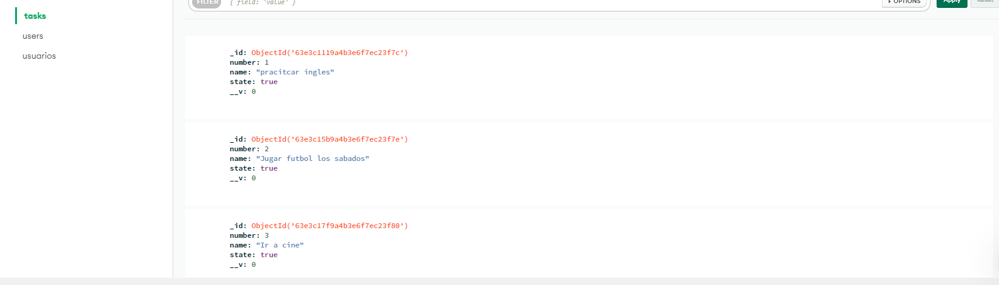 tasks
users
usuarios
FILTER
{ field: 'value' }
OPTIONS
Apply
Reset
_id: ObjectId('63e3c1119a4b3e6f7ec23f7c')
number: 1
name: "pracitcar ingles"
state: true
__v: 0
_id: ObjectId('63e3c15b9a4b3e6f7ec23f7e')
number: 2
name: "Jugar futbol los sabados"
state: true
__v: 0
_id: ObjectId('63e3c17f9a4b3e6f7ec23f80')
number: 3
name: "Ir a cine"
state: true
__v: 0